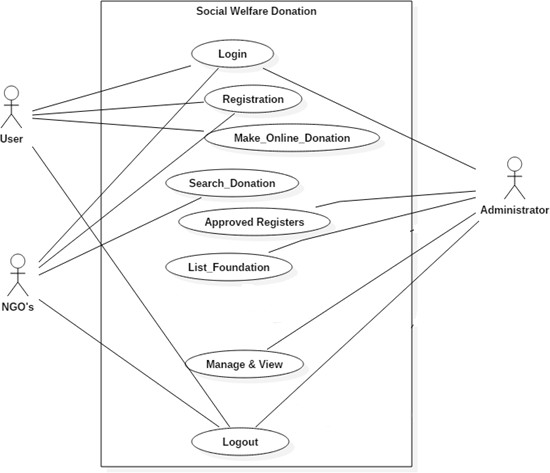 Social Welfare Donation
Login
Registration
User
Make_Online_Donation
Search_Donation
Administrator
Approved Registers
List_Foundation
NGO's
Manage & View
Logout